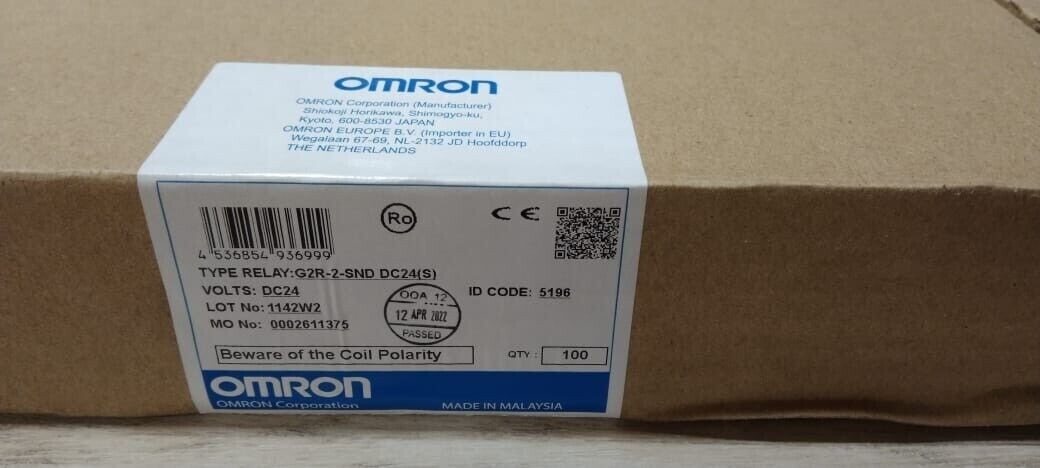 OMRON
OMRON Corporation (Manufacturer)
Shiokoji Horikawa, Shimogyo-ku,
Kyoto, 600-8530 JAPAN
OMRON EUROPE B.V. (Importer in EU)
Wegalaan 67-69, NL-2132 JD Hoofddorp
THE NETHERLANDS
Ro
CE
4 536854 936999
TYPE RELAY:G2R-2-SND DC24(S)
VOLTS: DC24
ID CODE: 5196
LOT No: 1142W2
MO No: 0002611375
OQA 12
12 APR 2022
PASSED
Beware of the Coil Polarity
QTY : 100
OMRON
OMRON Corporation
MADE IN MALAYSIA